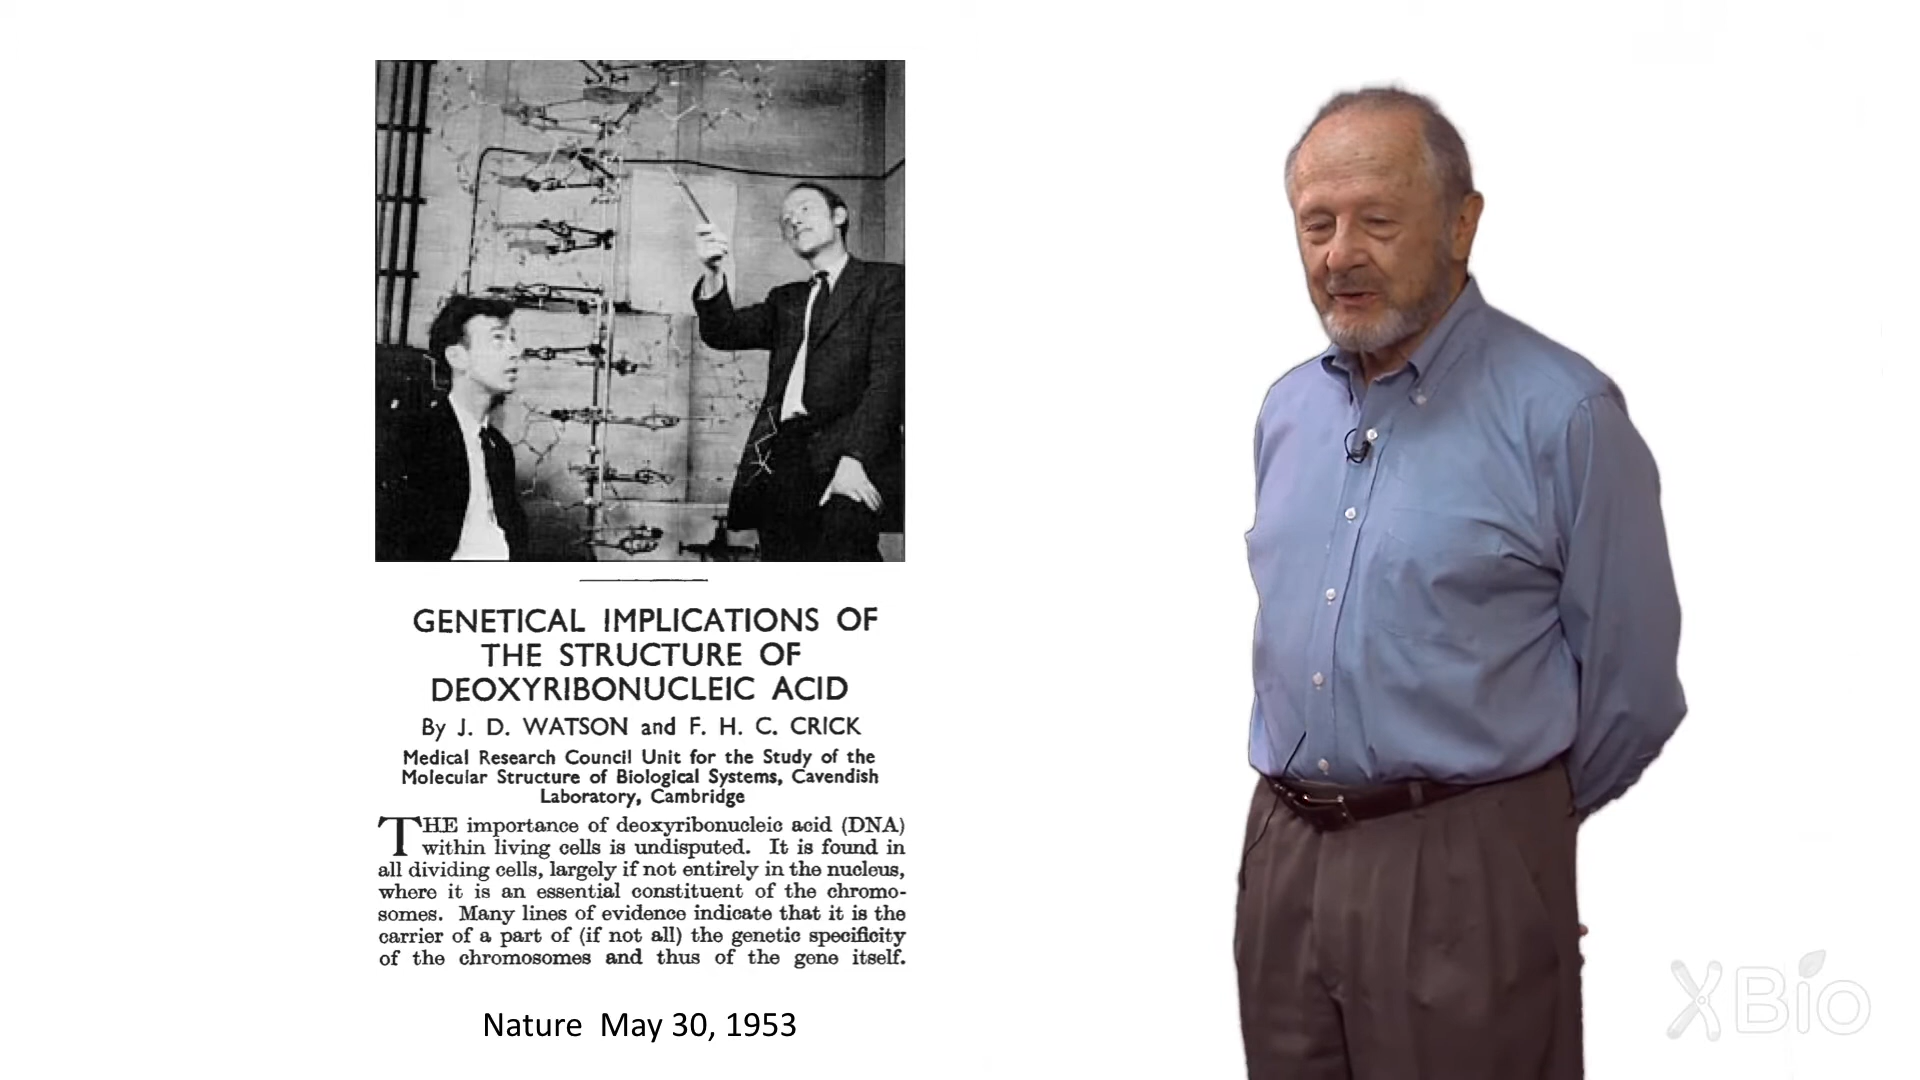 GENETICAL IMPLICATIONS OF
THE STRUCTURE OF
DEOXYRIBONUCLEIC ACID
By J. D. WATSON and F. H. C. CRICK
Medical Research Council Unit for the Study of the
Molecular Structure of Biological Systems, Cavendish
Laboratory, Cambridge
THE importance of deoxyribonucleic acid (DNA)
within living cells is undisputed. It is found in
all dividing cells, largely if not entirely in the nucleus,
where it is an essential constituent of the chromo-
somes. Many lines of evidence indicate that it is the
carrier of a part of (if not all) the genetic specificity
of the chromosomes and thus of the gene itself.
Nature May 30, 1953
XBio